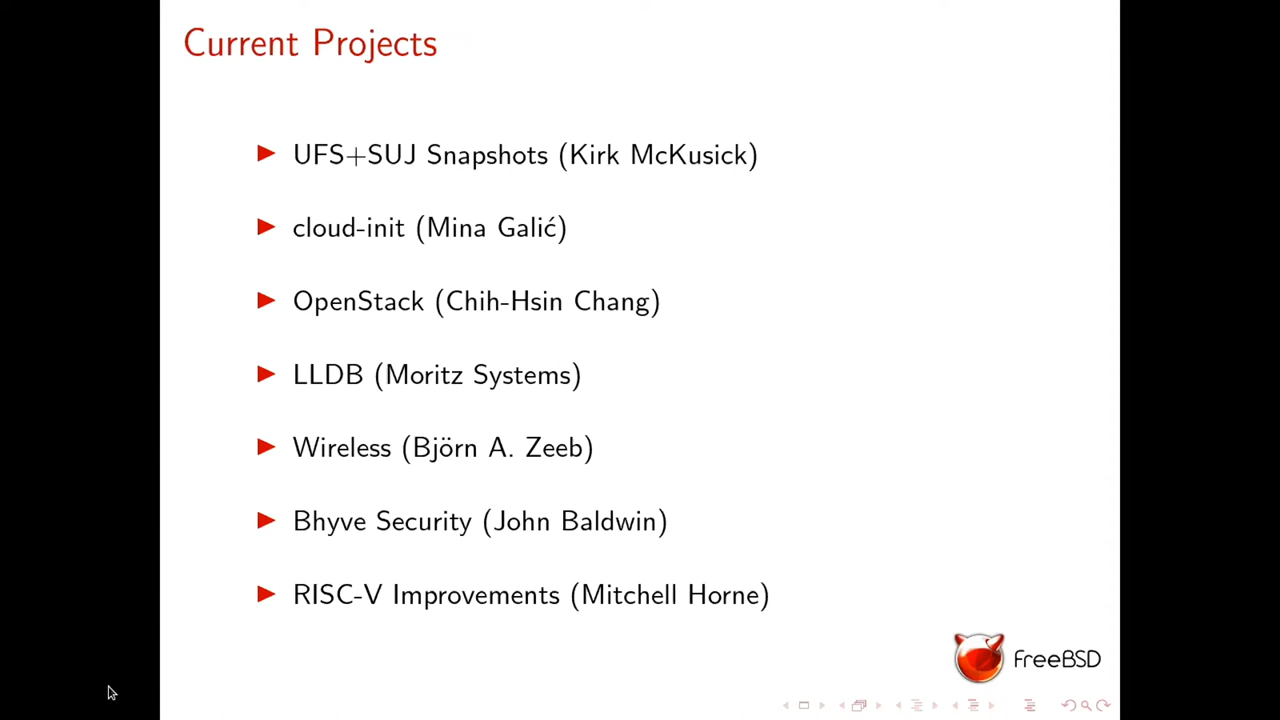 Current Projects
UFS+SUJ Snapshots (Kirk McKusick)
cloud-init (Mina Galić)
OpenStack (Chih-Hsin Chang)
LLDB (Moritz Systems)
Wireless (Björn A. Zeeb)
Bhyve Security (John Baldwin)
RISC-V Improvements (Mitchell Horne)
FreeBSD